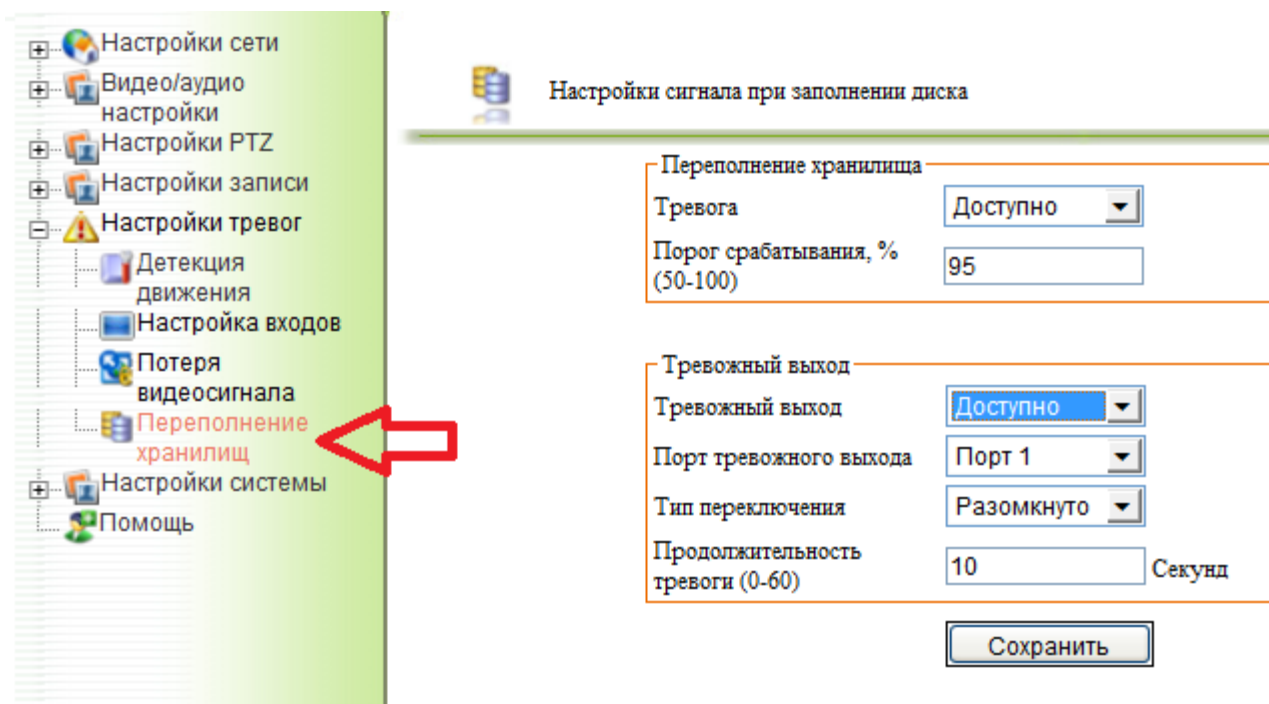 Настройки сети
Видео/аудио
настройки
Настройки PTZ
Настройки записи
Настройки тревог
Детекция
движения
Настройка входов
Потеря
видеосигнала
Переполнение
хранилищ
Настройки системы
Помощь
Настройки сигнала при заполнении диска
Переполнение хранилища
Тревога Доступно
Порог срабатывания, %
(50-100) 95
Тревожный выход
Тревожный выход Доступно
Порт тревожного выхода Порт 1
Тип переключения Разомкнуто
Продолжительность
тревоги (0-60) 10 Секунд
Сохранить